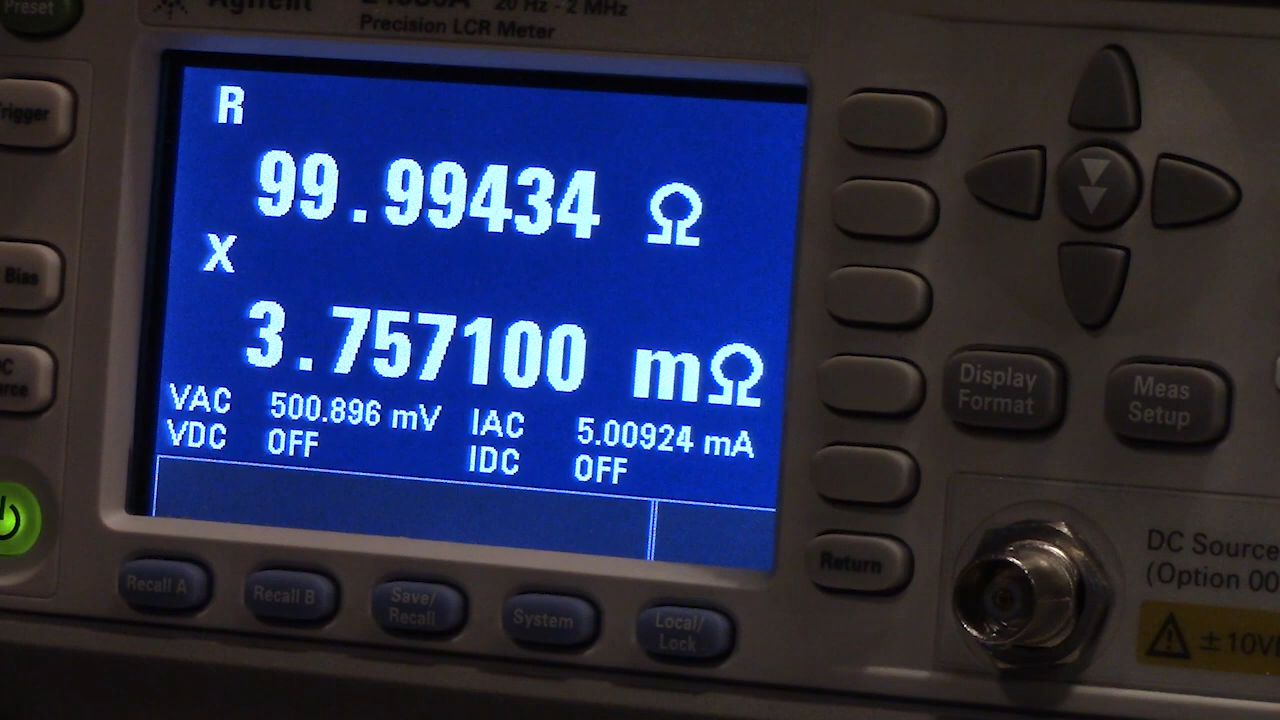 Preset
Agilent
20 Hz - 2 MHz
Precision LCR Meter
Trigger
R
99.99434 Ω
X
3.757100 mΩ
VAC 500.896 mV IAC 5.00924 mA
VDC OFF IDC OFF
Bias
Display
Format
Meas
Setup
Return
Recall A
Recall B
Save/
Recall
System
Local/
Lock
DC Source
(Option 00
±10V